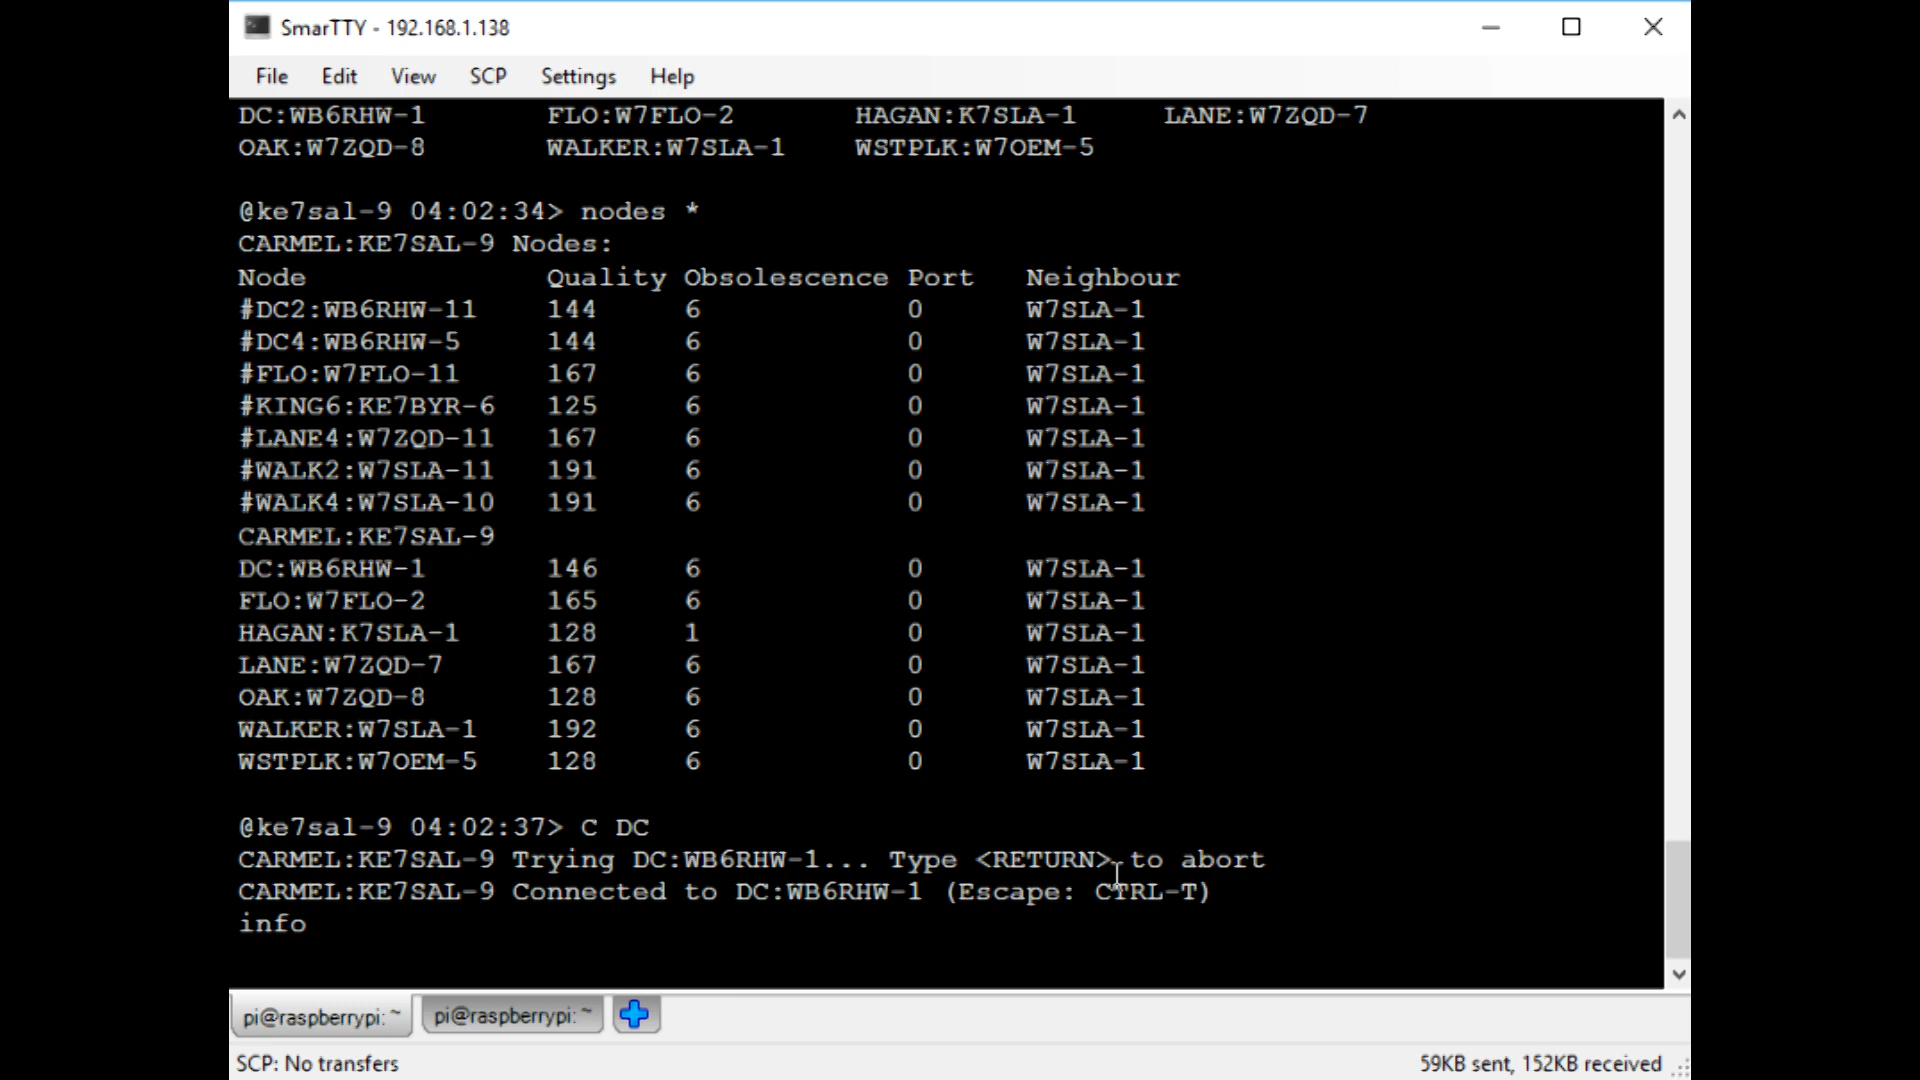 SmarTTY - 192.168.1.138
File Edit View SCP Settings Help
DC:WB6RHW-1 FLO:W7FLO-2 HAGAN:K7SLA-1 LANE:W7ZQD-7
OAK:W7ZQD-8 WALKER:W7SLA-1 WSTPLK:W7OEM-5
@ke7sal-9 04:02:34> nodes *
CARMEL:KE7SAL-9 Nodes:
Node Quality Obsolescence Port Neighbour
#DC2:WB6RHW-11 144 6 0 W7SLA-1
#DC4:WB6RHW-5 144 6 0 W7SLA-1
#FLO:W7FLO-11 167 6 0 W7SLA-1
#KING6:KE7BYR-6 125 6 0 W7SLA-1
#LANE4:W7ZQD-11 167 6 0 W7SLA-1
#WALK2:W7SLA-11 191 6 0 W7SLA-1
#WALK4:W7SLA-10 191 6 0 W7SLA-1
CARMEL:KE7SAL-9
DC:WB6RHW-1 146 6 0 W7SLA-1
FLO:W7FLO-2 165 6 0 W7SLA-1
HAGAN:K7SLA-1 128 1 0 W7SLA-1
LANE:W7ZQD-7 167 6 0 W7SLA-1
OAK:W7ZQD-8 128 6 0 W7SLA-1
WALKER:W7SLA-1 192 6 0 W7SLA-1
WSTPLK:W7OEM-5 128 6 0 W7SLA-1
@ke7sal-9 04:02:37> C DC
CARMEL:KE7SAL-9 Trying DC:WB6RHW-1... Type <RETURN> to abort
CARMEL:KE7SAL-9 Connected to DC:WB6RHW-1 (Escape: CTRL-T)
info
pi@raspberrypi: ~ pi@raspberrypi: ~
SCP: No transfers 59KB sent, 152KB received